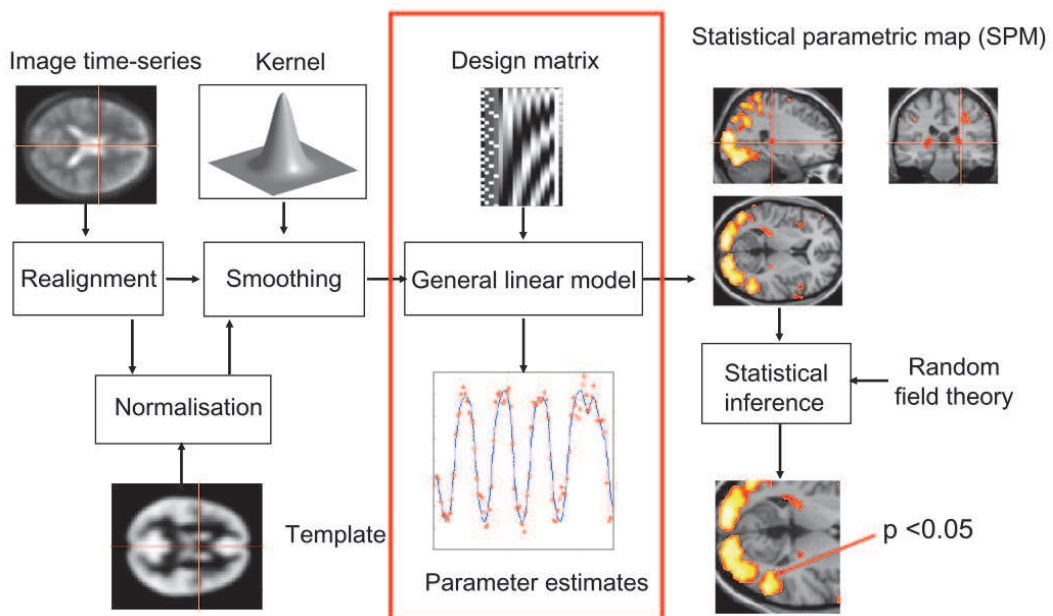 Image time-series
Kernel
Design matrix
Statistical parametric map (SPM)
Realignment
Smoothing
General linear model
Normalisation
Statistical
inference
Random
field theory
Template
Parameter estimates
p <0.05